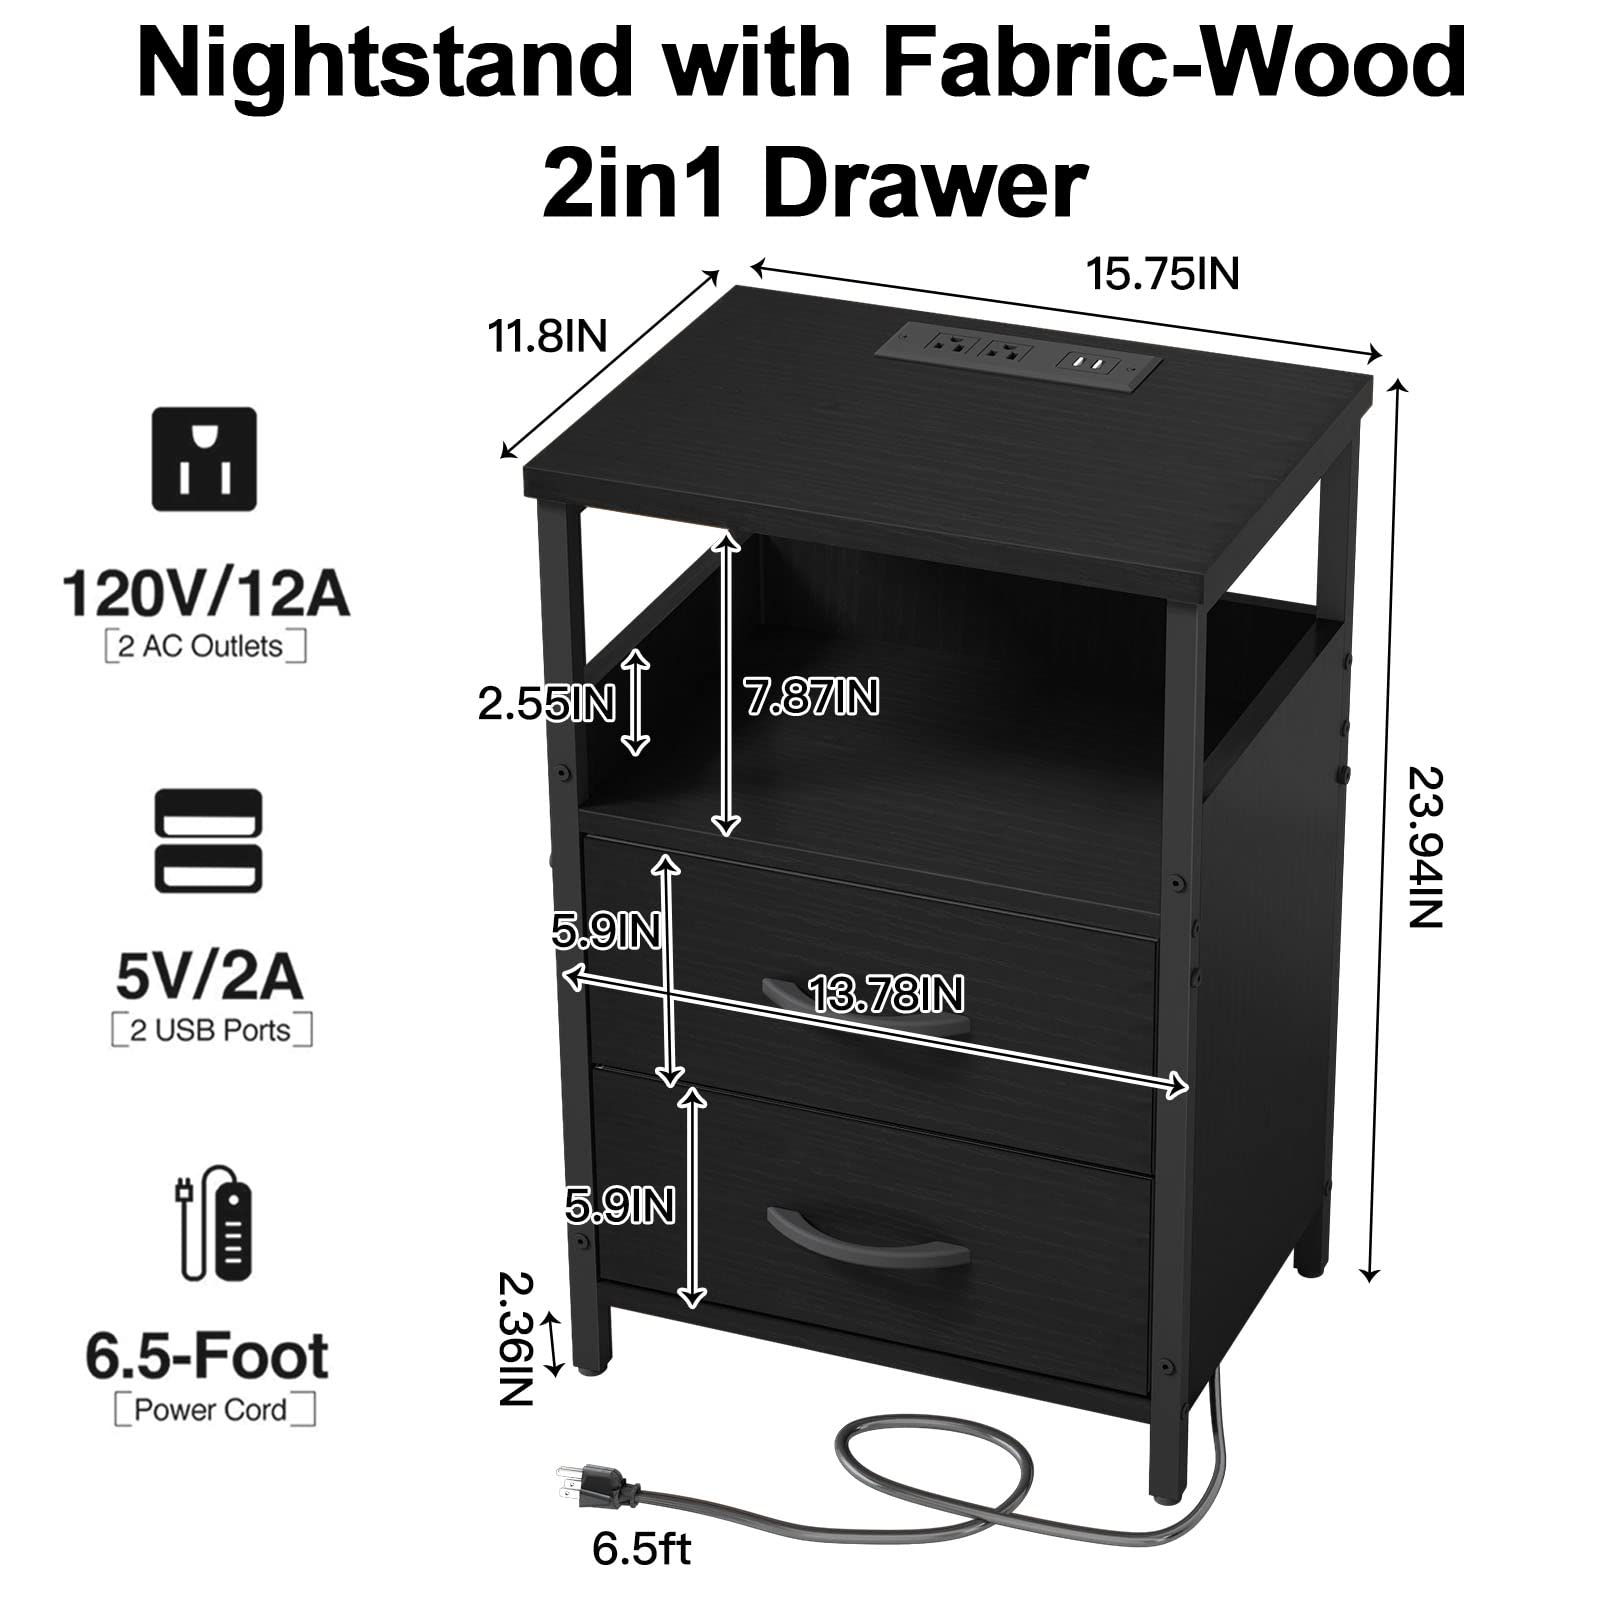 Nightstand with Fabric-Wood
2in1 Drawer
15.75IN
11.8IN
120V/12A
2 AC Outlets
2.55IN
7.87IN
23.94IN
5V/2A
2 USB Ports
5.9IN
13.78IN
5.9IN
2.36IN
6.5-Foot
Power Cord
6.5ft